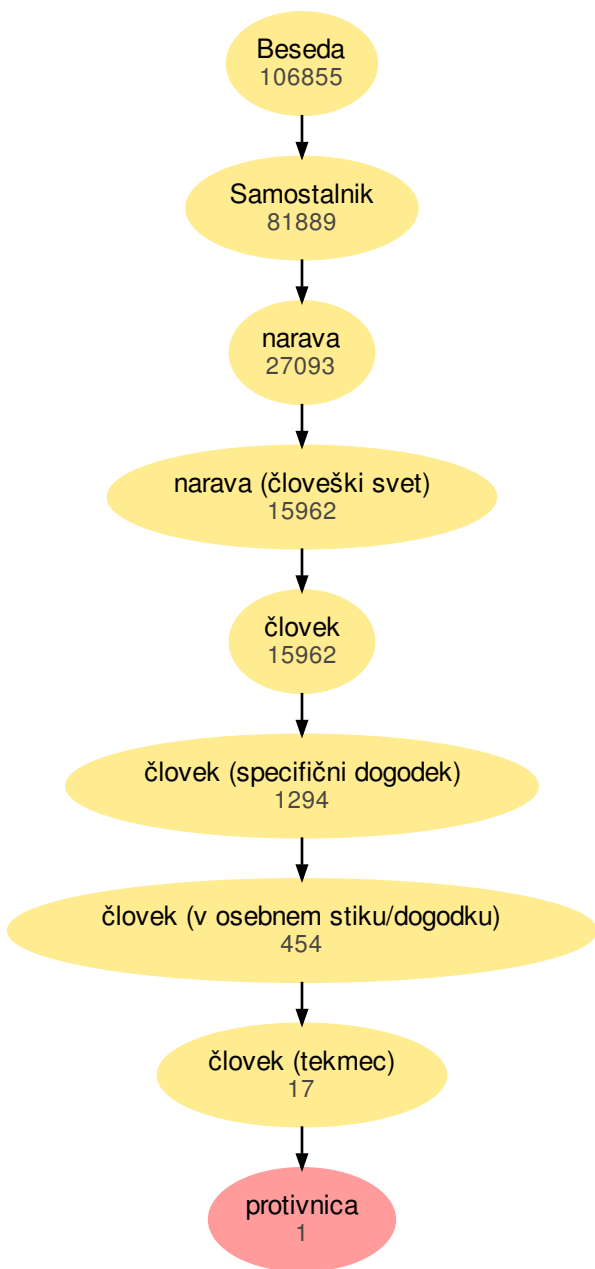 Beseda
106855
Samostalnik
81889
narava
27093
narava (človeški svet)
15962
človek
15962
človek (specifični dogodek)
1294
človek (v osebnem stiku/dogodku)
454
človek (tekmec)
17
protivnica
1